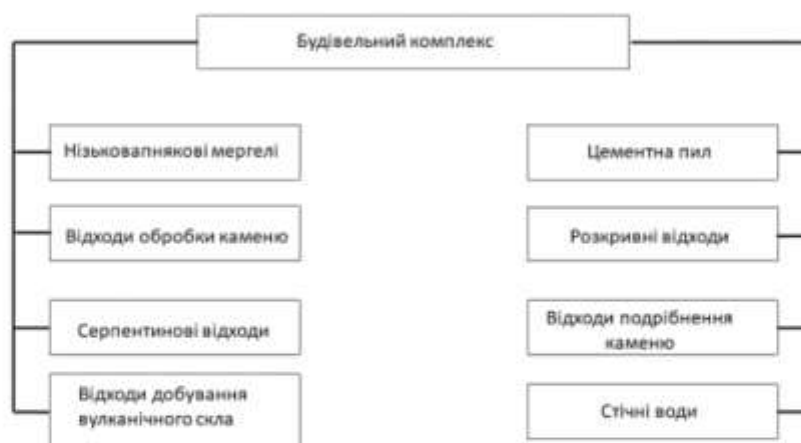 Будівельний комплекс
Нізьковапнякові мергелі
Цементна пил
Відходи обробки каменю
Розкривні відходи
Серпентинові відходи
Відходи подрібнення
каменю
Відходи добування
вулканічного скла
Стічні води